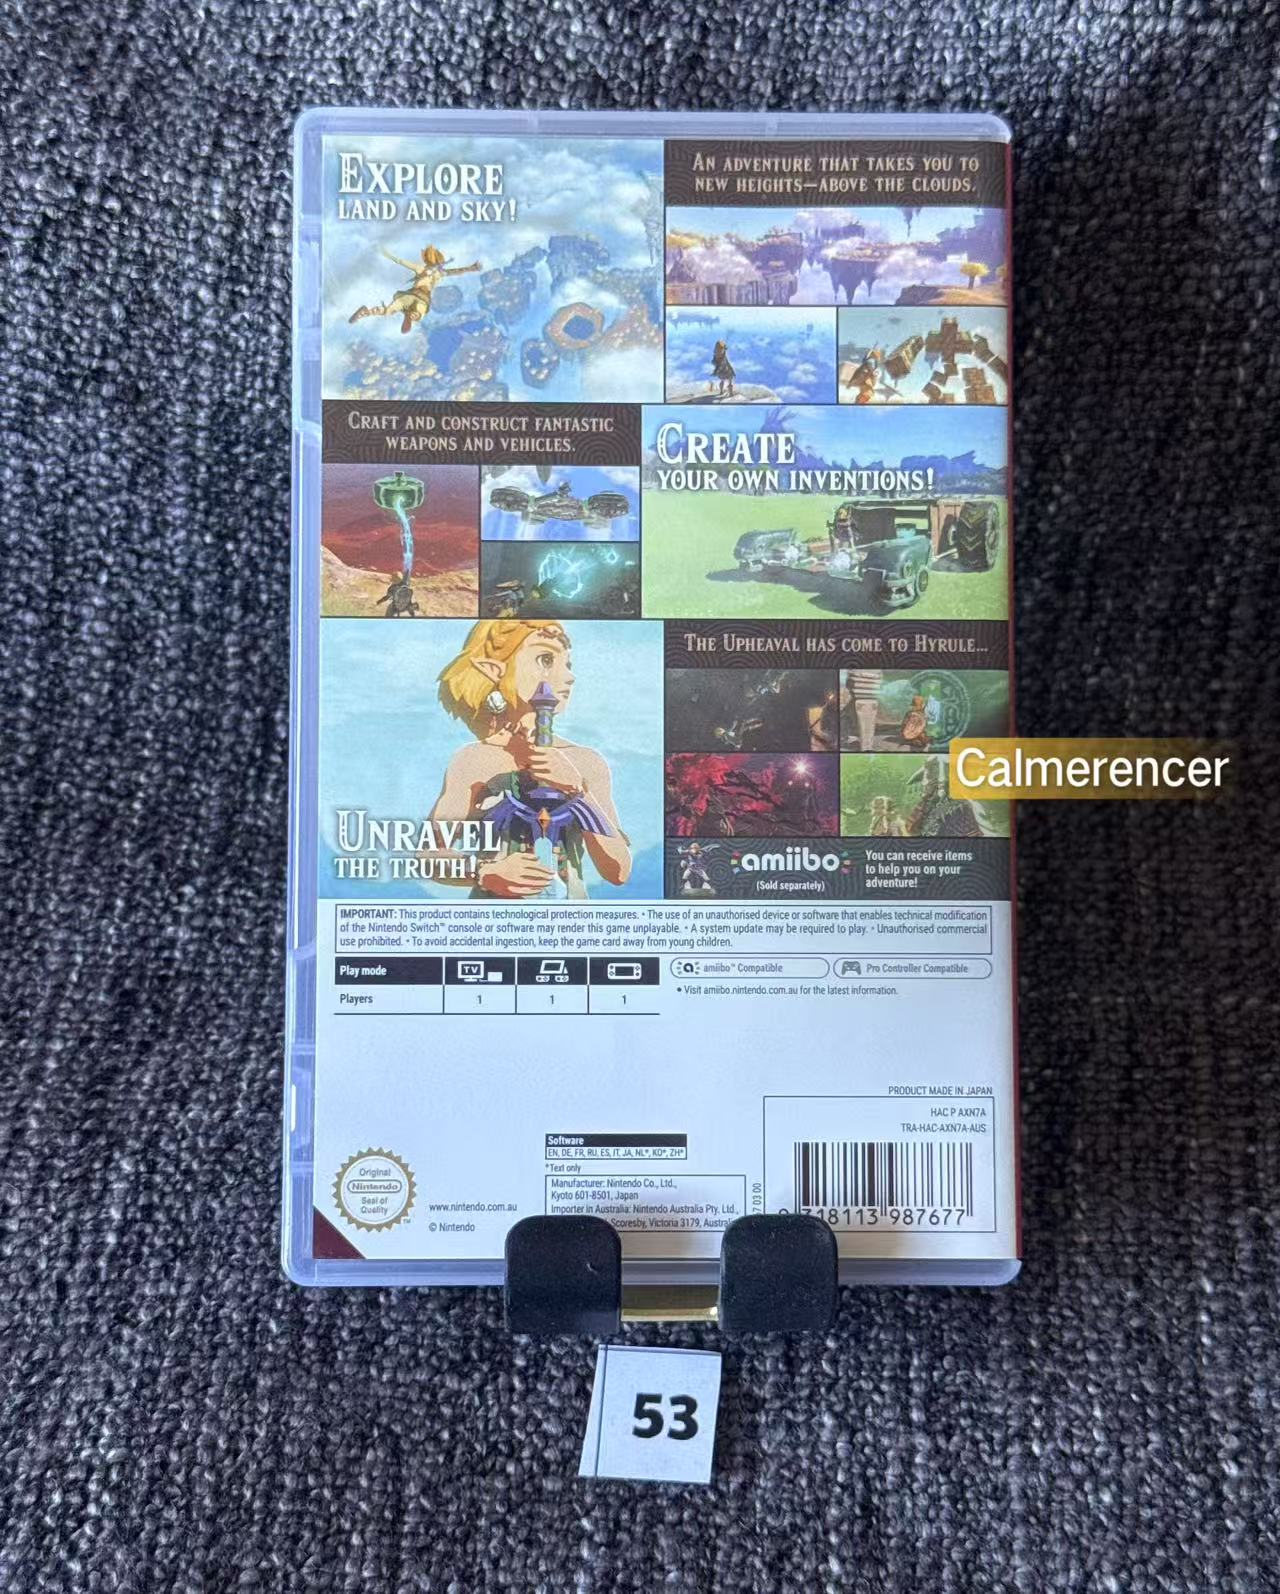 EXPLORE
LAND AND SKY!
AN ADVENTURE THAT TAKES YOU TO
NEW HEIGHTS—ABOVE THE CLOUDS.
CRAFT AND CONSTRUCT FANTASTIC
WEAPONS AND VEHICLES.
CREATE
YOUR OWN INVENTIONS!
UNRAVEL
THE TRUTH!
THE UPHEAVAL HAS COME TO HYRULE...
Calmerencer
amiibo
(Sold separately)
You can receive items
to help you on your
adventure!
IMPORTANT: This product contains technological protection measures. • The use of an unauthorised device or software that enables technical modification
of the Nintendo Switch™ console or software may render this game unplayable. • A system update may be required to play. • Unauthorised commercial
use prohibited. • To avoid accidental ingestion, keep the game card away from young children.
Play mode
TV
Players 1 1 1
amiibo™ Compatible
Pro Controller Compatible
• Visit amiibo.nintendo.com.au for the latest information.
PRODUCT MADE IN JAPAN
HAC P AXN7A
TRA-HAC-AXN7A-AUS
318113 987677
Original
Nintendo
Seal of
Quality
TM
www.nintendo.com.au
© Nintendo
Software
EN, DE, FR, RU, ES, IT, JA, NL*, KO*, ZH*
*Text only
Manufacturer: Nintendo Co., Ltd.,
Kyoto 601-8501, Japan
Importer in Australia: Nintendo Australia Pty. Ltd.,
Scoresby, Victoria 3179,
03 00
53